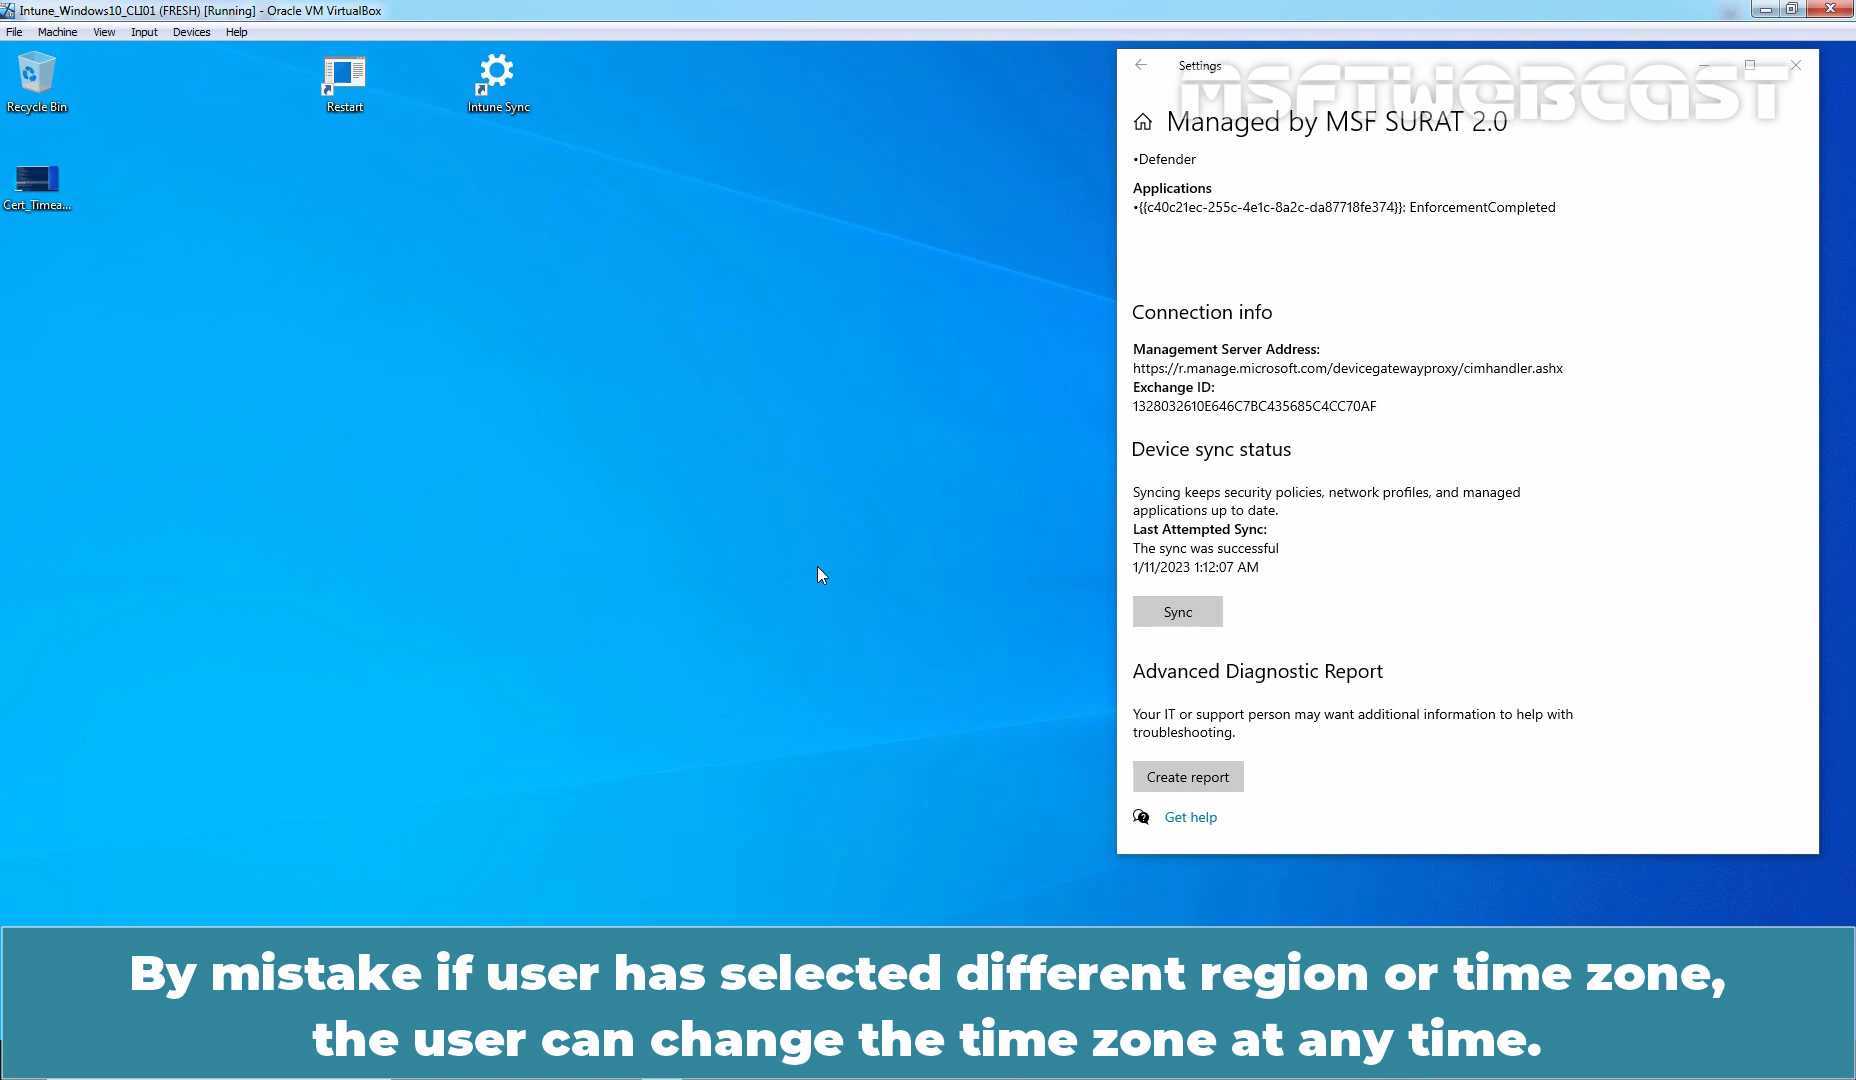 Intune_Windows10_CLI01 (FRESH) [Running] - Oracle VM VirtualBox
File Machine View Input Devices Help
Recycle Bin
Restart
Intune Sync
Cert_Timea...
Settings
MSFTWEBCAST
Managed by MSF SURAT 2.0
•Defender
Applications
•{{c40c21ec-255c-4e1c-8a2c-da87718fe374}}: EnforcementCompleted
Connection info
Management Server Address:
https://r.manage.microsoft.com/devicegatewayproxy/cimhandler.ashx
Exchange ID:
1328032610E646C7BC435685C4CC70AF
Device sync status
Syncing keeps security policies, network profiles, and managed
applications up to date.
Last Attempted Sync:
The sync was successful
1/11/2023 1:12:07 AM
Sync
Advanced Diagnostic Report
Your IT or support person may want additional information to help with
troubleshooting.
Create report
Get help
By mistake if user has selected different region or time zone,
the user can change the time zone at any time.